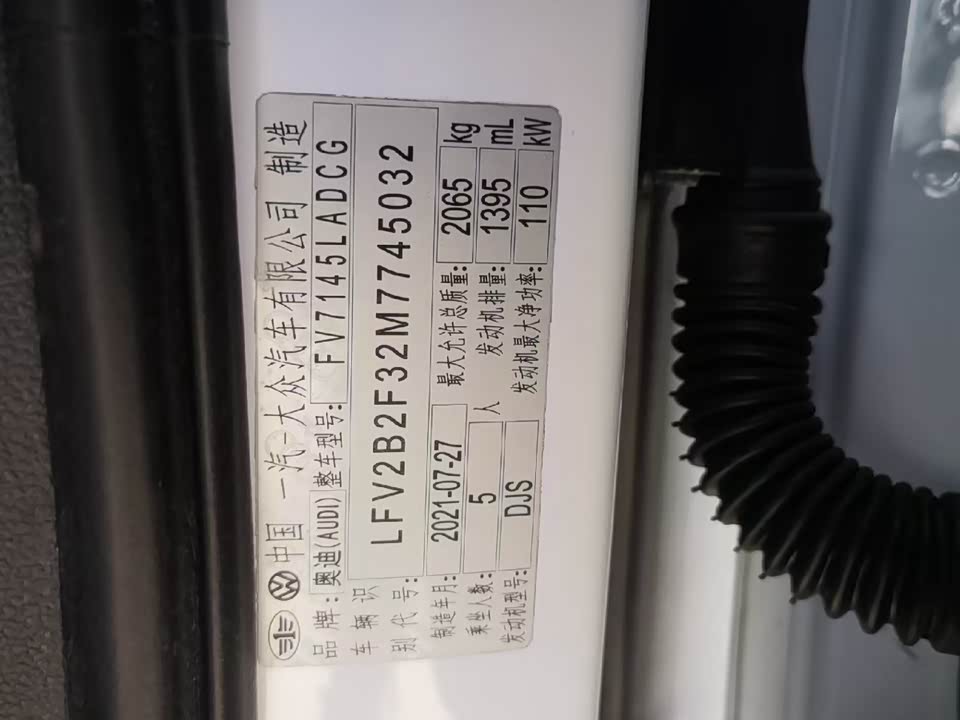 中国 一汽-大众汽车有限公司 制造
品牌: 奥迪(AUDI) 整车型号: FV7145LADCG
车辆识别代号: LFV2B2F32M7745032
制造年月: 2021-07-27 最大允许总质量: 2065 kg
乘坐人数: 5 人 发动机排量: 1395 mL
发动机型号: DJS 发动机最大净功率: 110 kW